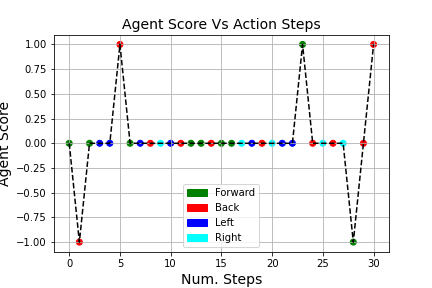 Agent Score Vs Action Steps
Agent Score
1.00
0.75
0.50
0.25
0.00
−0.25
−0.50
−0.75
−1.00
Forward
Back
Left
Right
0 5 10 15 20 25 30
Num. Steps